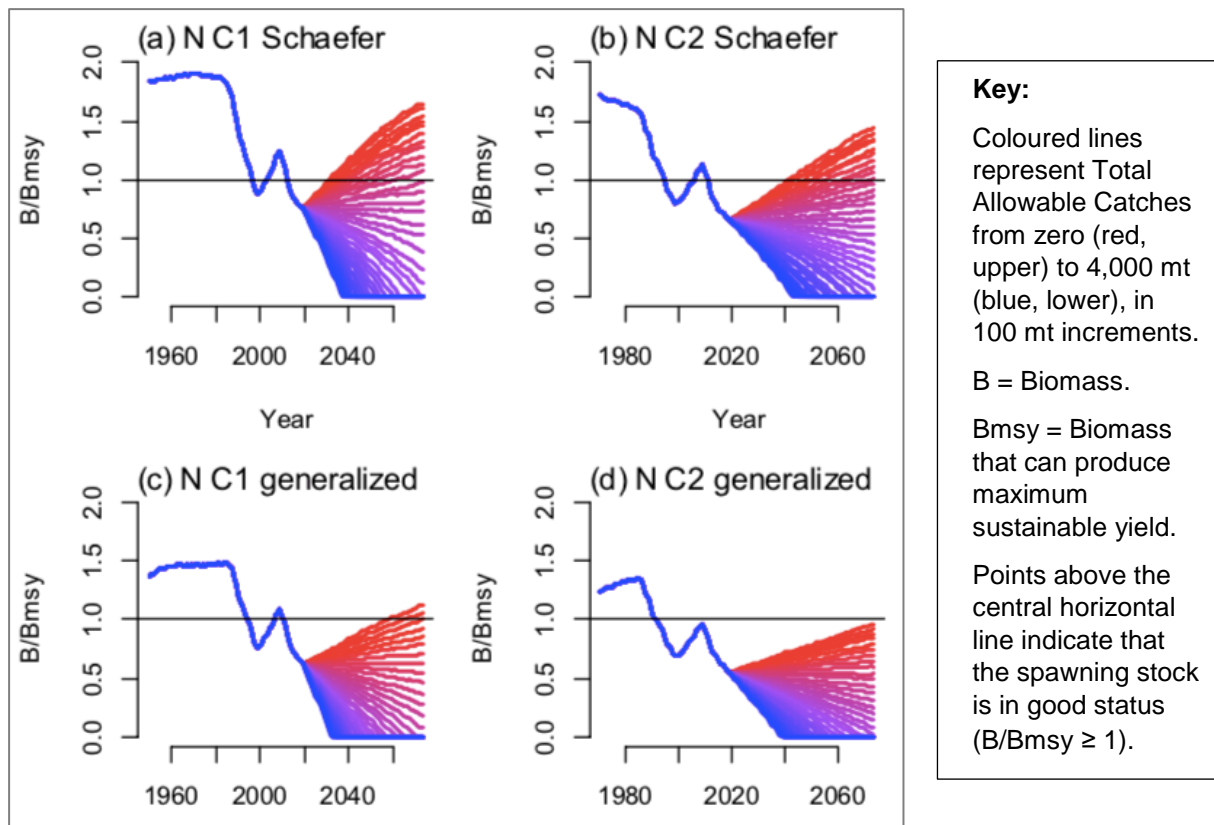 (a) N C1 Schaefer
B/Bmsy
0.0 0.5 1.0 1.5 2.0
1960 2000 2040
Year
(b) N C2 Schaefer
B/Bmsy
0.0 0.5 1.0 1.5 2.0
1980 2020 2060
Year
(c) N C1 generalized
B/Bmsy
0.0 0.5 1.0 1.5 2.0
1960 2000 2040
(d) N C2 generalized
B/Bmsy
0.0 0.5 1.0 1.5 2.0
1980 2020 2060
Key:
Coloured lines
represent Total
Allowable Catches
from zero (red,
upper) to 4,000 mt
(blue, lower), in
100 mt increments.
B = Biomass.
Bmsy = Biomass
that can produce
maximum
sustainable yield.
Points above the
central horizontal
line indicate that
the spawning stock
is in good status
(B/Bmsy ≥ 1).